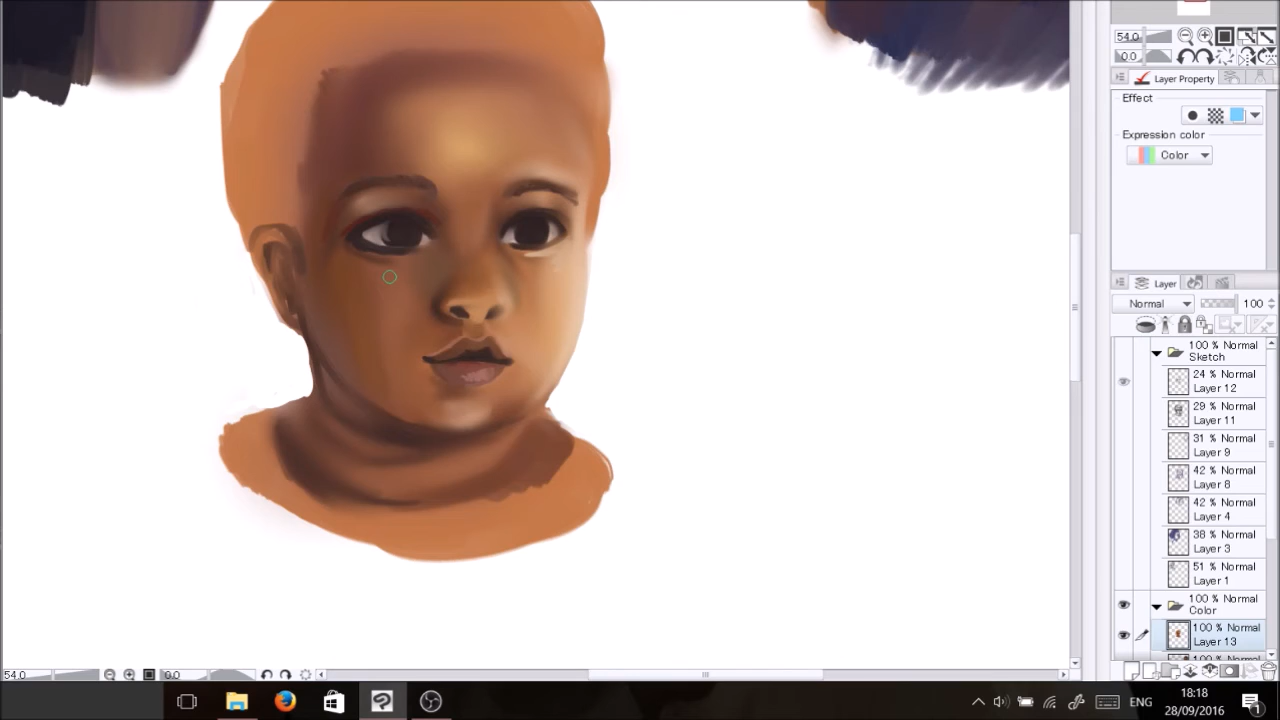 54.0
0.0
Layer Property
Effect
Expression color
Color
Layer
Normal 100
100 % Normal
Sketch
24 % Normal
Layer 12
29 % Normal
Layer 11
31 % Normal
Layer 9
42 % Normal
Layer 8
42 % Normal
Layer 4
38 % Normal
Layer 3
51 % Normal
Layer 1
100 % Normal
Color
100 % Normal
Layer 13
54.0 0.0
ENG
18:18
28/09/2016